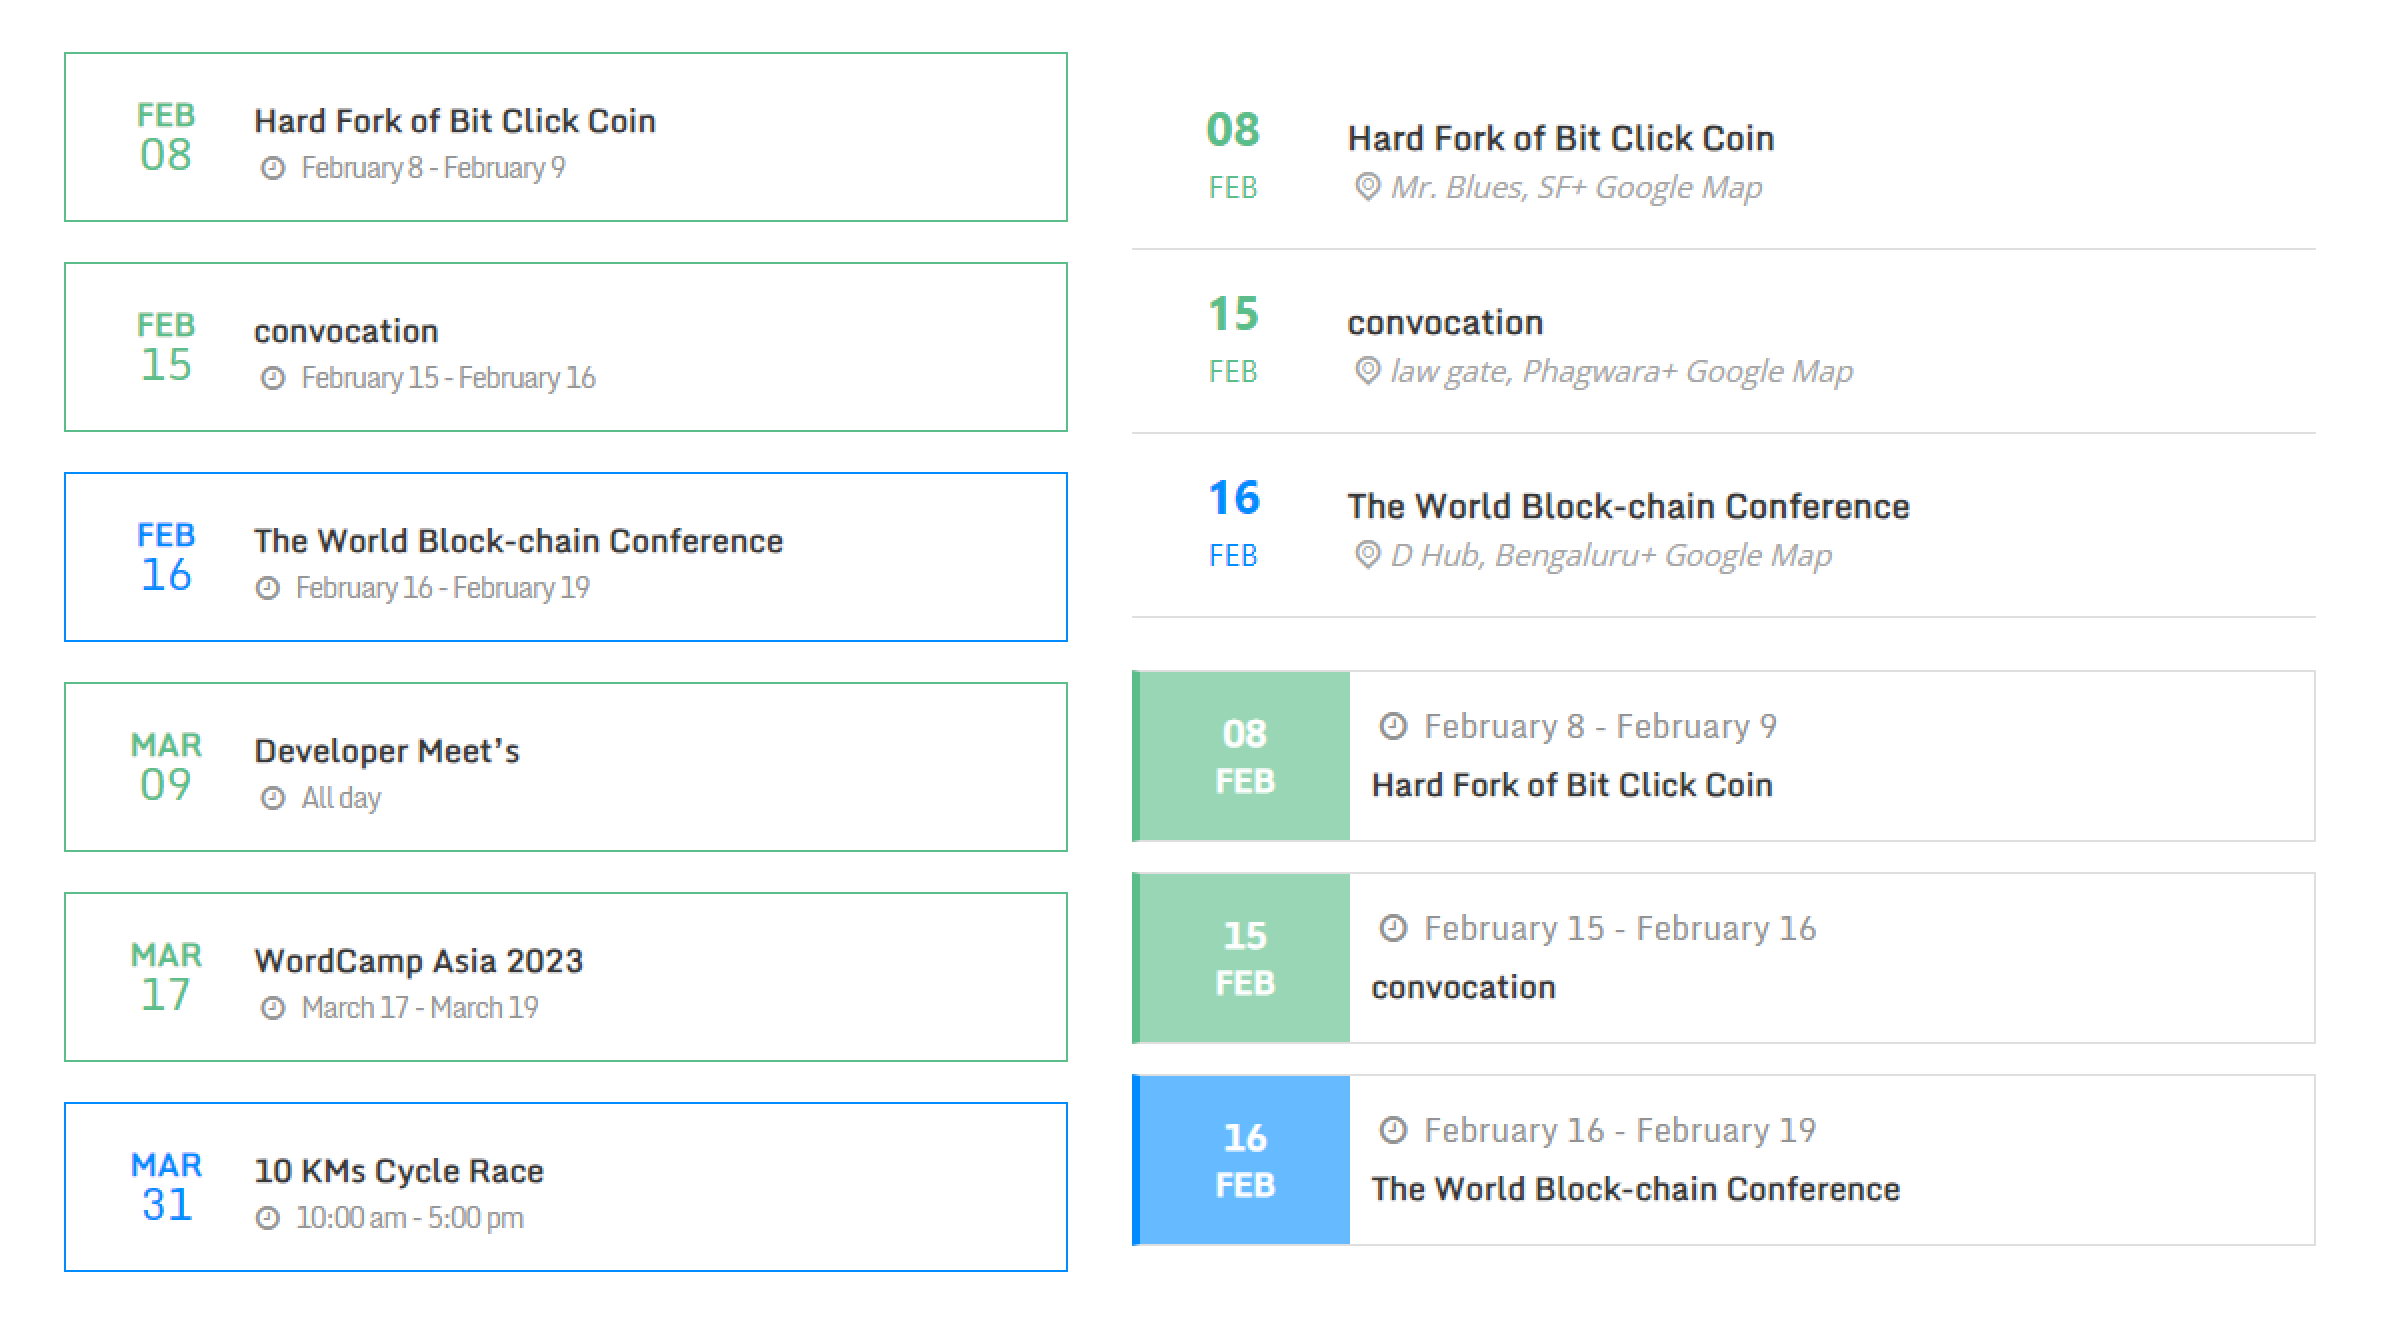 FEB
08
Hard Fork of Bit Click Coin
February 8 - February 9
FEB
15
convocation
February 15 - February 16
FEB
16
The World Block-chain Conference
February 16 - February 19
MAR
09
Developer Meet’s
All day
MAR
17
WordCamp Asia 2023
March 17 - March 19
MAR
31
10 KMs Cycle Race
10:00 am - 5:00 pm
08
FEB
Hard Fork of Bit Click Coin
Mr. Blues, SF+ Google Map
15
FEB
convocation
law gate, Phagwara+ Google Map
16
FEB
The World Block-chain Conference
D Hub, Bengaluru+ Google Map
08
FEB
February 8 - February 9
Hard Fork of Bit Click Coin
15
FEB
February 15 - February 16
convocation
16
FEB
February 16 - February 19
The World Block-chain Conference